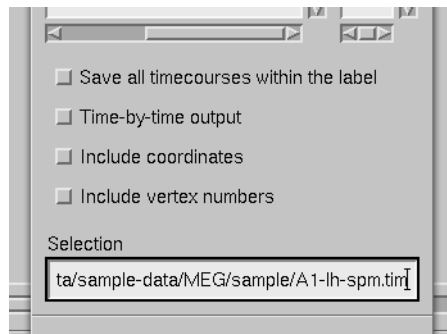 Save all timecourses within the label
Time-by-time output
Include coordinates
Include vertex numbers
Selection
ta/sample-data/MEG/sample/A1-lh-spm.tim